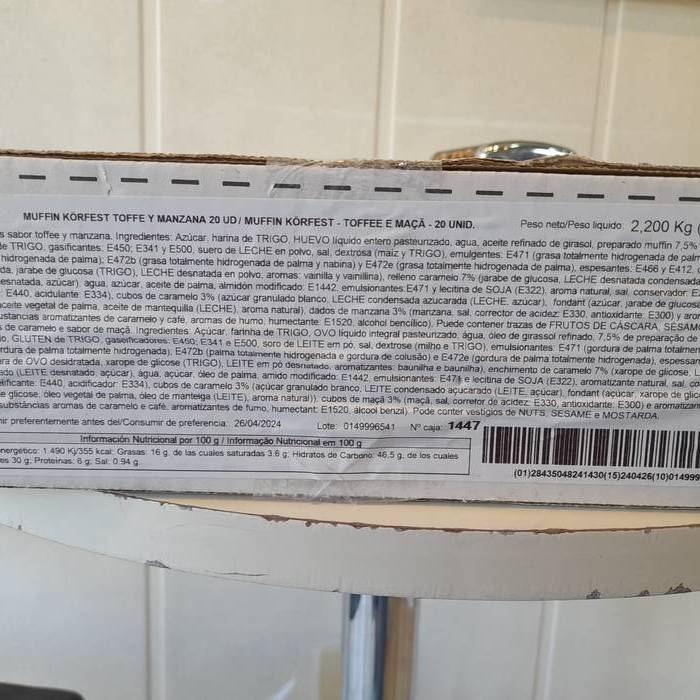 MUFFIN KÖRFEST TOFFE Y MANZANA 20 UD/ MUFFIN KÖRFEST - TOFFEE E MAÇÃ - 20 UNID. Peso neto/Peso líquido: 2,200 Kg (
s sabor toffee y manzana. Ingredientes: Azúcar, harina de TRIGO, HUEVO líquido entero pasteurizado, agua, aceite refinado de girasol, preparado muffin 7,5%
de TRIGO, gasificantes: E450; E341 y E500, suero de LECHE en polvo, sal, dextrosa (maíz y TRIGO), emulgentes: E471 (grasa totalmente hidrogenada de palm
hidrogenada de palma); E472b (grasa totalmente hidrogenada de palma y nabina) y E472e (grasa totalmente hidrogenada de palma), espesantes: E466 y E412,
da, jarabe de glucosa (TRIGO), LECHE desnatada en polvo, aromas: vainilla y vainillina), relleno caramelo 7% (jarabe de glucosa, LECHE desnatada condensada
desnatada, azúcar), agua, azúcar, aceite de palma, almidón modificado: E1442, emulsionantes E471 y lecitina de SOJA (E322), aroma natural, sal, conservador: E
: E440, acidulante: E334), cubos de caramelo 3% (azúcar granulado blanco, LECHE condensada azucarada (LECHE, azúcar), fondant (azúcar, jarabe de glucosa
aceite vegetal de palma, aceite de mantequilla (LECHE), aroma natural), dados de manzana 3% (manzana, sal, corrector de acidez: E330, antioxidante: E300) y aro
sustancias aromatizantes de caramelo y café, aromas de humo, humectante: E1520, alcohol bencílico). Puede contener trazas de FRUTOS DE CÁSCARA, SÉSAMO
s de caramelo e sabor de maçã. Ingredientes: Açúcar, farinha de TRIGO, OVO líquido integral pasteurizado, água, óleo de girassol refinado, 7,5% de preparação de
o, GLUTEN DE TRIGO, gaseificadores: E450; E341 e E500, soro de LEITE em pó, sal, dextrose (milho e TRIGO), emulsionantes: E471 (gordura de palma totalmen
ordura de palma totalmente hidrogenada), E472b (palma totalmente hidrogenada e gordura de colusão) e E472e (gordura de palma totalmente hidrogenada), espessan
ra de OVO desidratada, xarope de glicose (TRIGO), LEITE em pó desnatado, aromatizantes: baunilha e baunilha), enchimento de caramelo 7% (xarope de glicose, L
ado (LEITE desnatado, açúcar), água, açúcar, óleo de palma, amido modificado: E1442, emulsionantes: E471 e lecitina de SOJA (E322), aromatizante natural, sal, co
lificante: E440, acidificador: E334), cubos de caramelo 3% (açúcar granulado branco, LEITE condensado açucarado (LEITE, açúcar), fondant (açúcar, xarope de glic
e glicose, óleo vegetal de palma, óleo de manteiga (LEITE), aroma natural)), cubos de maçã 3% (maçã, sal, corretor de acidez: E330, antioxidante: E300) e aromatizan
substâncias aromas de caramelo e café, aromatizantes de fumo, humectant: E1520, álcool benzil). Pode conter vestígios de NUTS, SESAME e MOSTARDA.
ir preferentemente antes del/Consumir de preferencia: 26/04/2024 Lote: 0149996541 Nº caja: 1447
Información Nutricional por 100 g / Informação Nutricional em 100 g
energético: 1.490 Kj/355 kcal; Grasas: 16 g, de las cuales saturadas 3.6 g; Hidratos de Carbono: 46,5 g, de los cuales
es 30 g; Proteínas: 6 g; Sal: 0.94 g.
(01)28435048241430(15)240426(10)014999